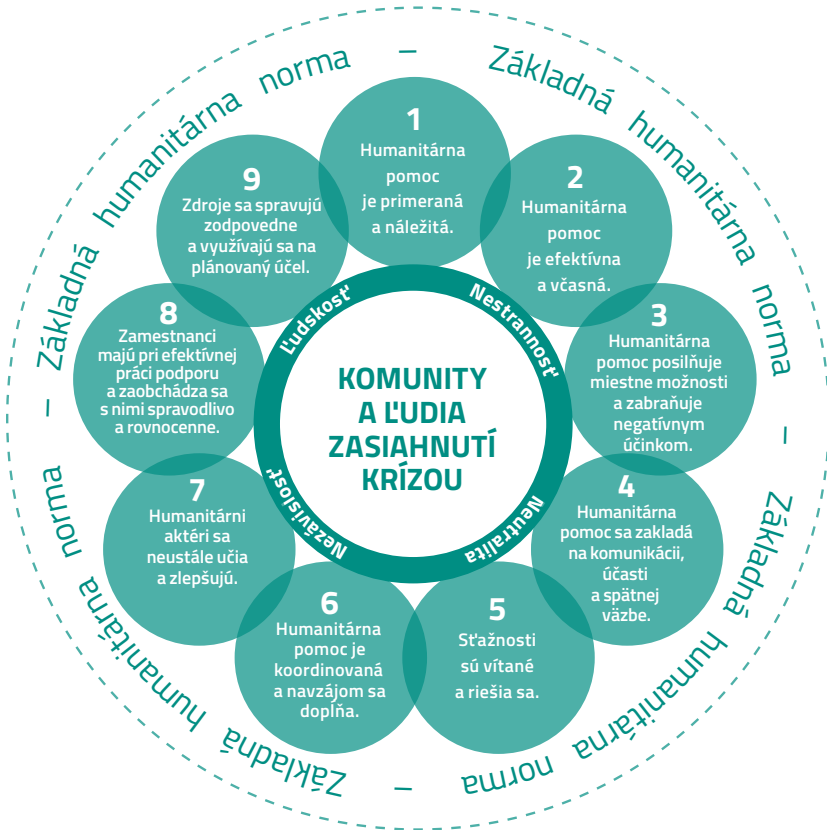 Základná humanitárna norma – Základná humanitárna norma – Základná humanitárna norma – Základná humanitárna norma –
1
Humanitárna
pomoc
je primeraná
a náležitá.
2
Humanitárna
pomoc
je efektívna
a včasná.
3
Humanitárna
pomoc posilňuje
miestne možnosti
a zabraňuje
negatívnym
účinkom.
4
Humanitárna
pomoc sa zakladá
na komunikácii,
účasti
a spätnej
väzbe.
5
Sťažnosti
sú vítané
a riešia sa.
6
Humanitárna
pomoc je
koordinovaná
a navzájom sa
dopĺňa.
7
Humanitárni
aktéri sa
neustále učia
a zlepšujú.
8
Zamestnanci
majú pri efektívnej
práci podporu
a zaobchádza sa
s nimi spravodlivo
a rovnocenne.
9
Zdroje sa spravujú
zodpovedne
a využívajú sa na
plánovaný účel.
Ľudskosť
Nestrannosť
Neutralita
Nezávislosť
KOMUNITY
A ĽUDIA
ZASIAHNUTÍ
KRÍZOU